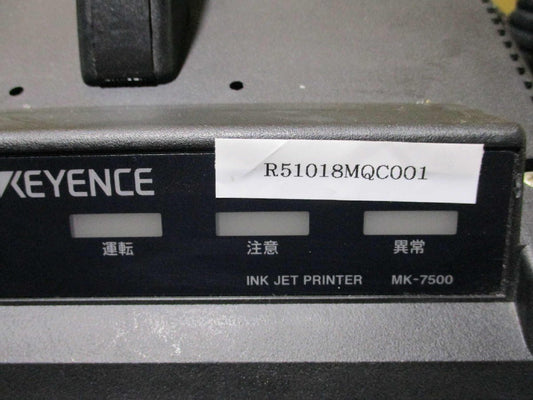 KEYENCE
R51018MQC001
運転 注意 異常
INK JET PRINTER MK-7500